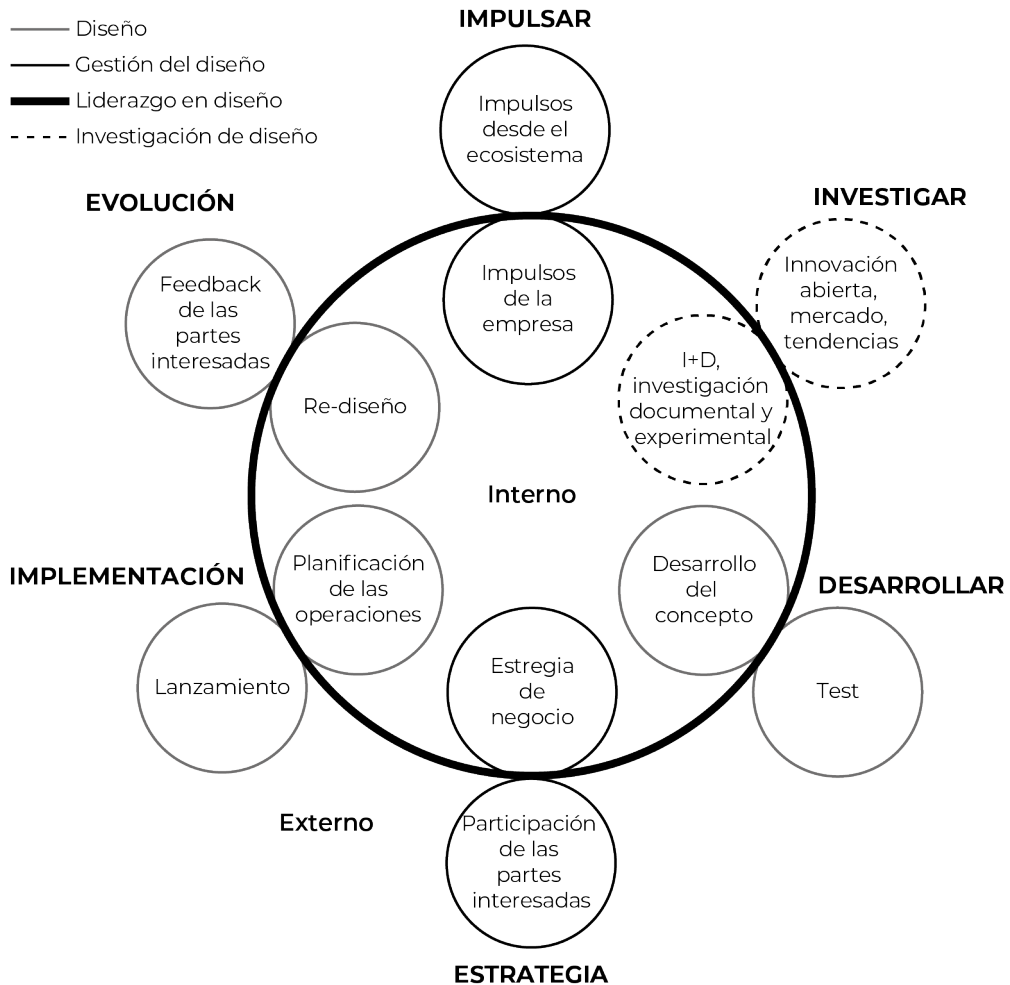 Diseño
Gestión del diseño
Liderazgo en diseño
Investigación de diseño
IMPULSAR
Impulsos
desde el
ecosistema
Impulsos
de la
empresa
INVESTIGAR
Innovación
abierta,
mercado,
tendencias
I+D,
investigación
documental y
experimental
EVOLUCIÓN
Feedback
de las
partes
interesadas
Re-diseño
Interno
IMPLEMENTACIÓN
Planificación
de las
operaciones
Lanzamiento
DESARROLLAR
Desarrollo
del
concepto
Test
Estregia
de
negocio
Externo
Participación
de las
partes
interesadas
ESTRATEGIA